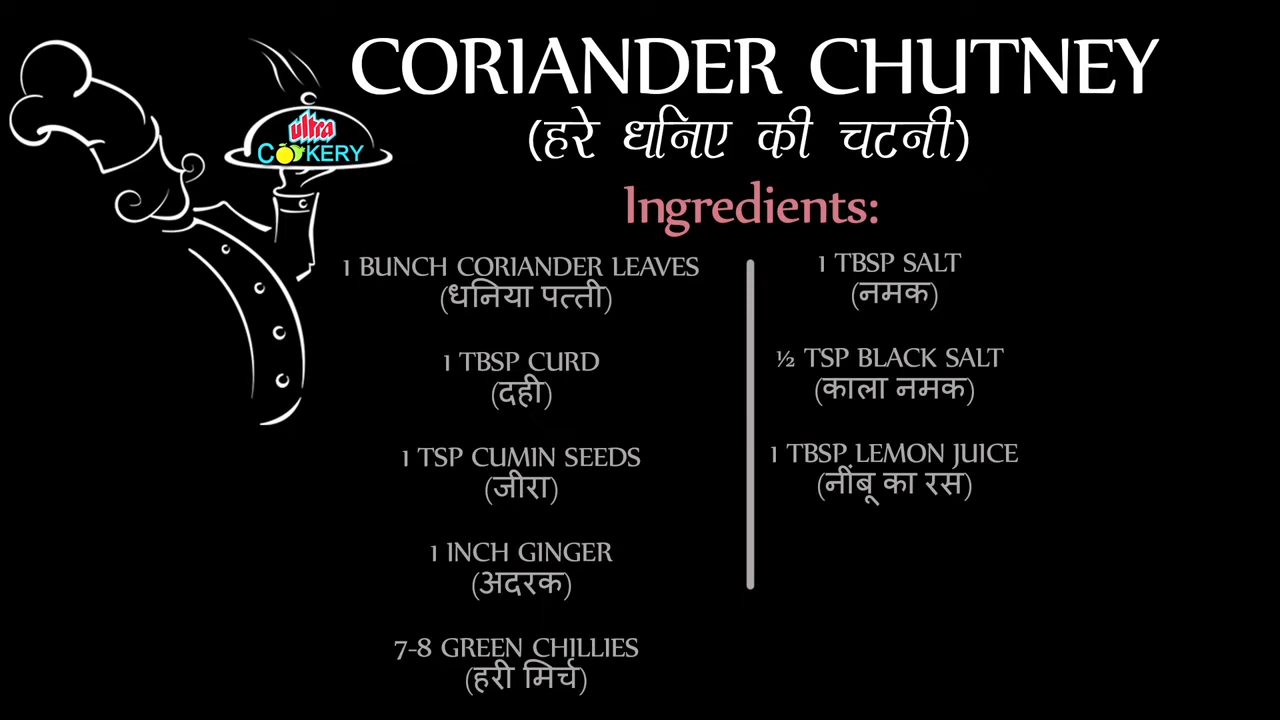 CORIANDER CHUTNEY
(हरे धनिए की चटनी)
ultra
COOKERY
Ingredients:
1 BUNCH CORIANDER LEAVES
(धनिया पत्ती)
1 TBSP CURD
(दही)
1 TSP CUMIN SEEDS
(जीरा)
1 INCH GINGER
(अदरक)
7-8 GREEN CHILLIES
(हरी मिर्च)
1 TBSP SALT
(नमक)
½ TSP BLACK SALT
(काला नमक)
1 TBSP LEMON JUICE
(नींबू का रस)